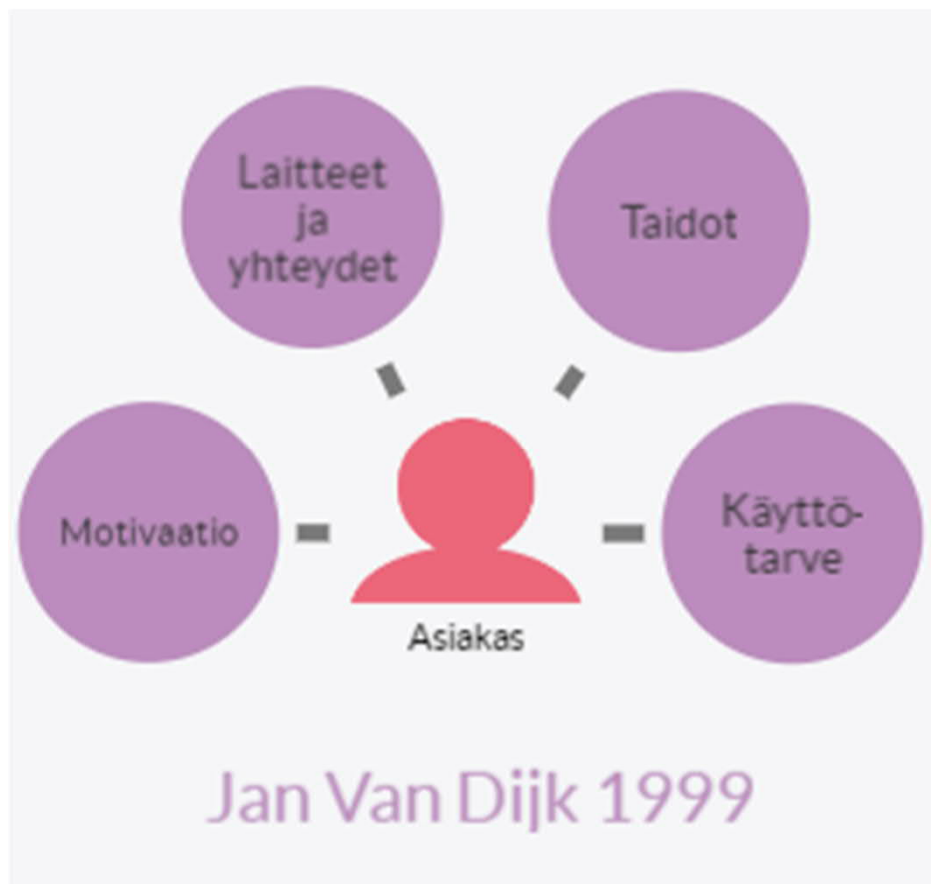 Laitteet
ja
yhteydet
Taidot
Motivaatio
Käyttö-
tarve
Asiakas
Jan Van Dijk 1999